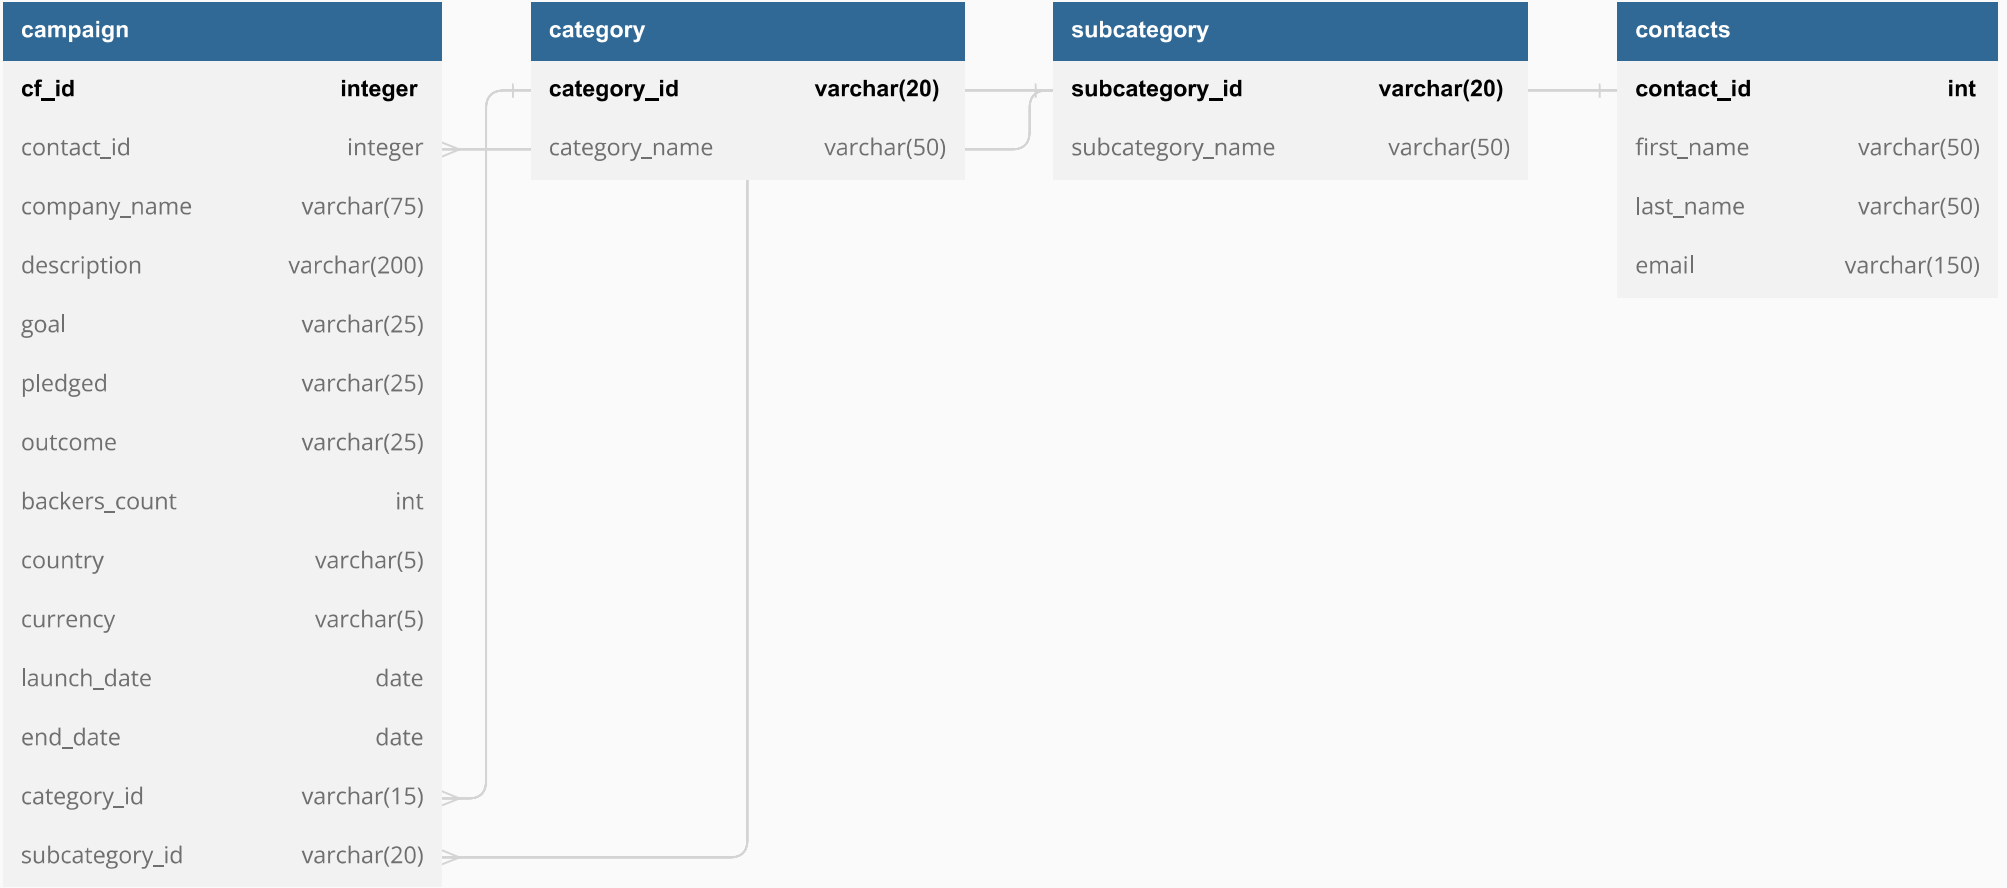 campaign
cf_id integer
contact_id integer
company_name varchar(75)
description varchar(200)
goal varchar(25)
pledged varchar(25)
outcome varchar(25)
backers_count int
country varchar(5)
currency varchar(5)
launch_date date
end_date date
category_id varchar(15)
subcategory_id varchar(20)
category
category_id varchar(20)
category_name varchar(50)
subcategory
subcategory_id varchar(20)
subcategory_name varchar(50)
contacts
contact_id int
first_name varchar(50)
last_name varchar(50)
email varchar(150)